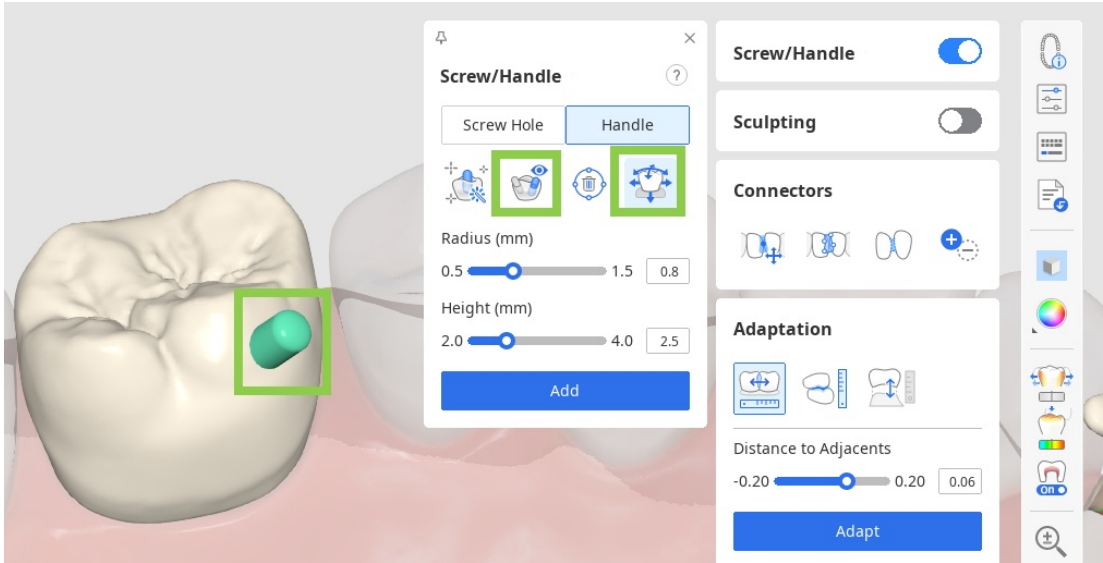 Screw/Handle
?
Screw Hole
Handle
Radius (mm)
0.5
1.5
0.8
Height (mm)
2.0
4.0
2.5
Add
Screw/Handle
Sculpting
Connectors
Adaptation
Distance to Adjacents
-0.20
0.20
0.06
Adapt
on